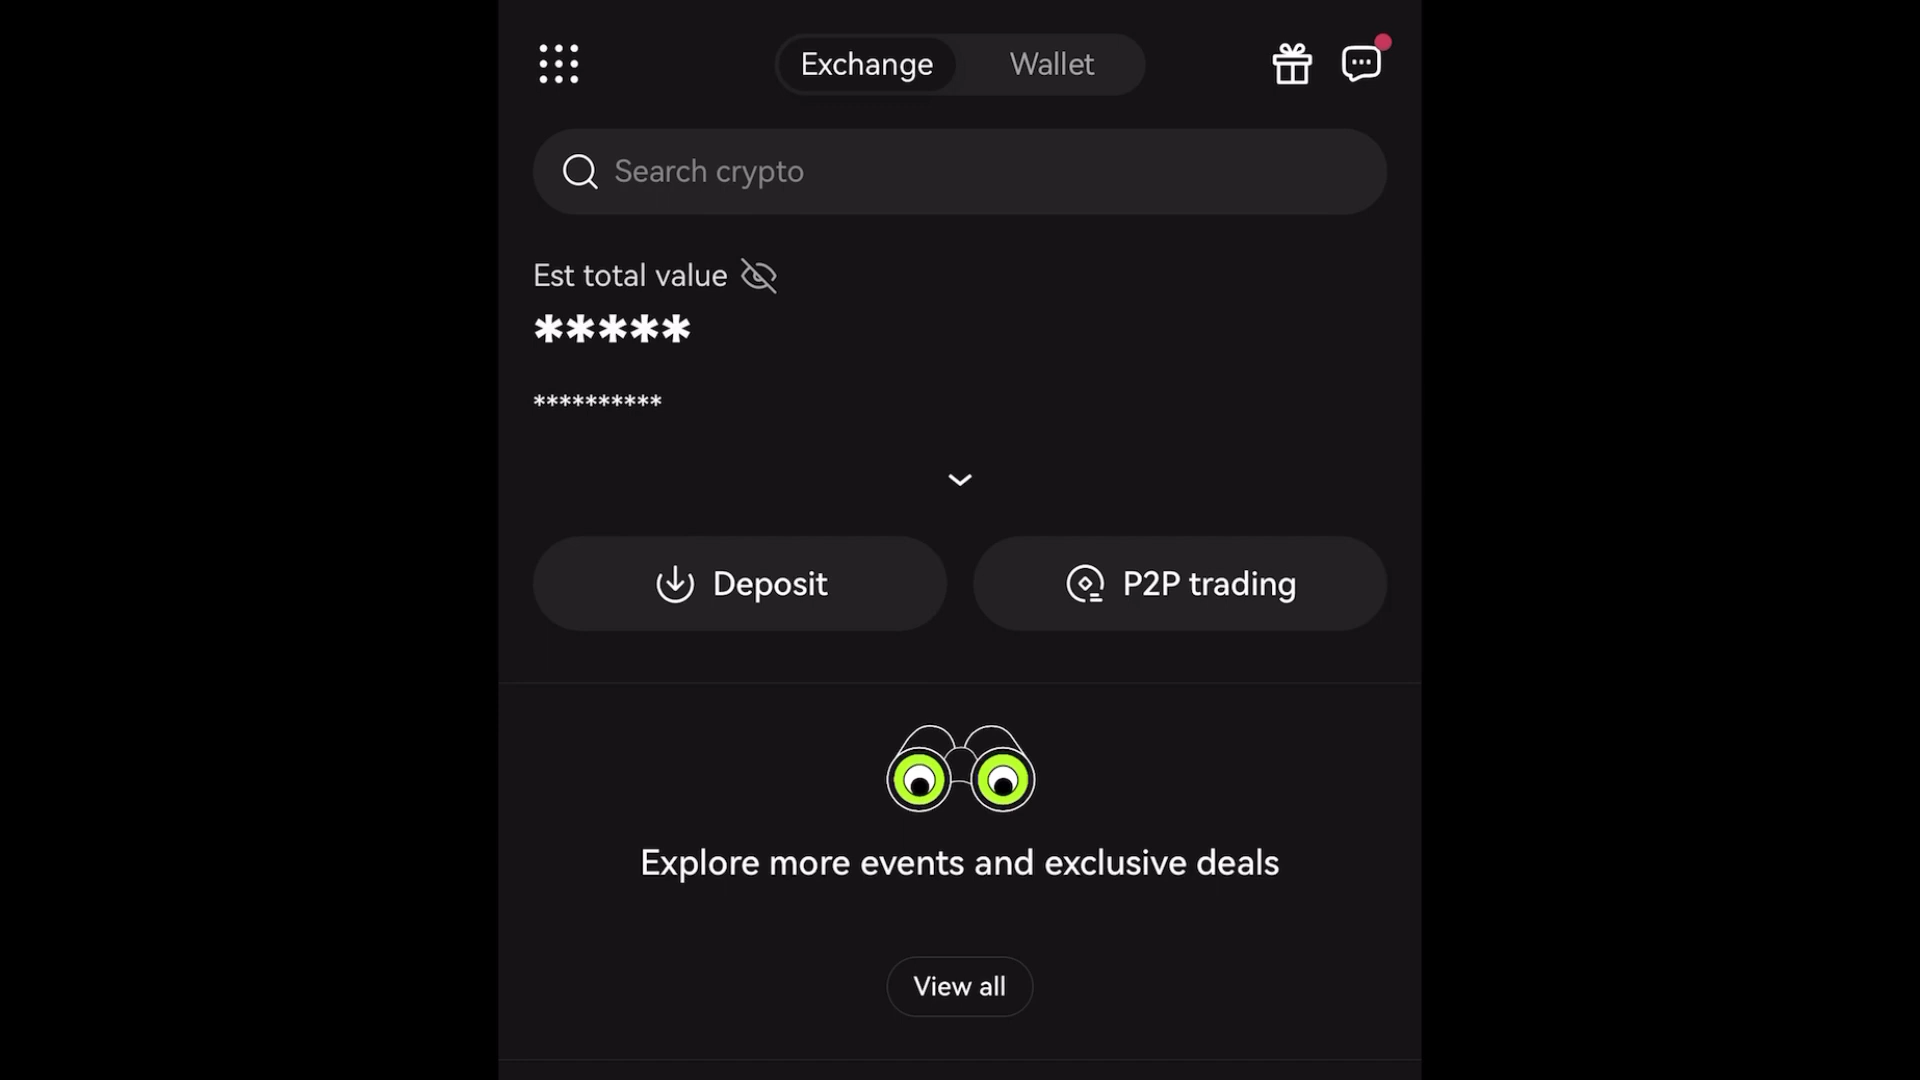 Exchange Wallet
Search crypto
Est total value
*****
**********
Deposit P2P trading
Explore more events and exclusive deals
View all